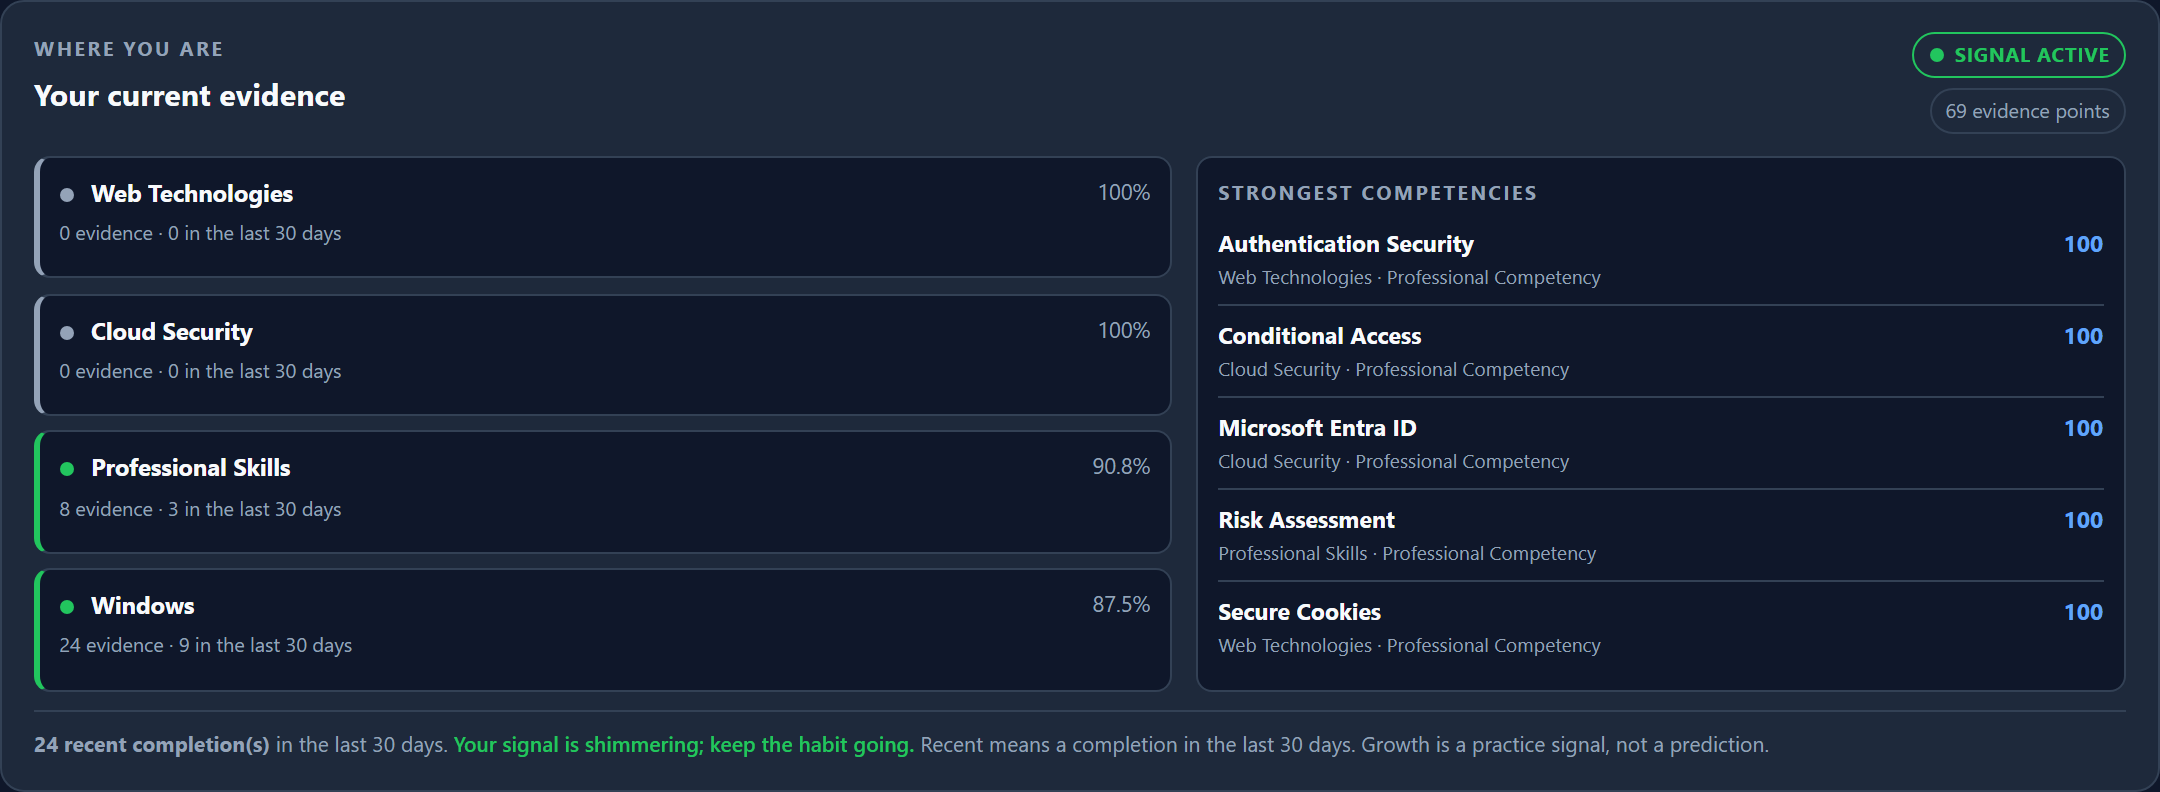 WHERE YOU ARE
Your current evidence
SIGNAL ACTIVE
69 evidence points
Web Technologies
100%
0 evidence · 0 in the last 30 days
Cloud Security
100%
0 evidence · 0 in the last 30 days
Professional Skills
90.8%
8 evidence · 3 in the last 30 days
Windows
87.5%
24 evidence · 9 in the last 30 days
STRONGEST COMPETENCIES
Authentication Security
100
Web Technologies · Professional Competency
Conditional Access
100
Cloud Security · Professional Competency
Microsoft Entra ID
100
Cloud Security · Professional Competency
Risk Assessment
100
Professional Skills · Professional Competency
Secure Cookies
100
Web Technologies · Professional Competency
24 recent completion(s) in the last 30 days. Your signal is shimmering; keep the habit going. Recent means a completion in the last 30 days. Growth is a practice signal, not a prediction.